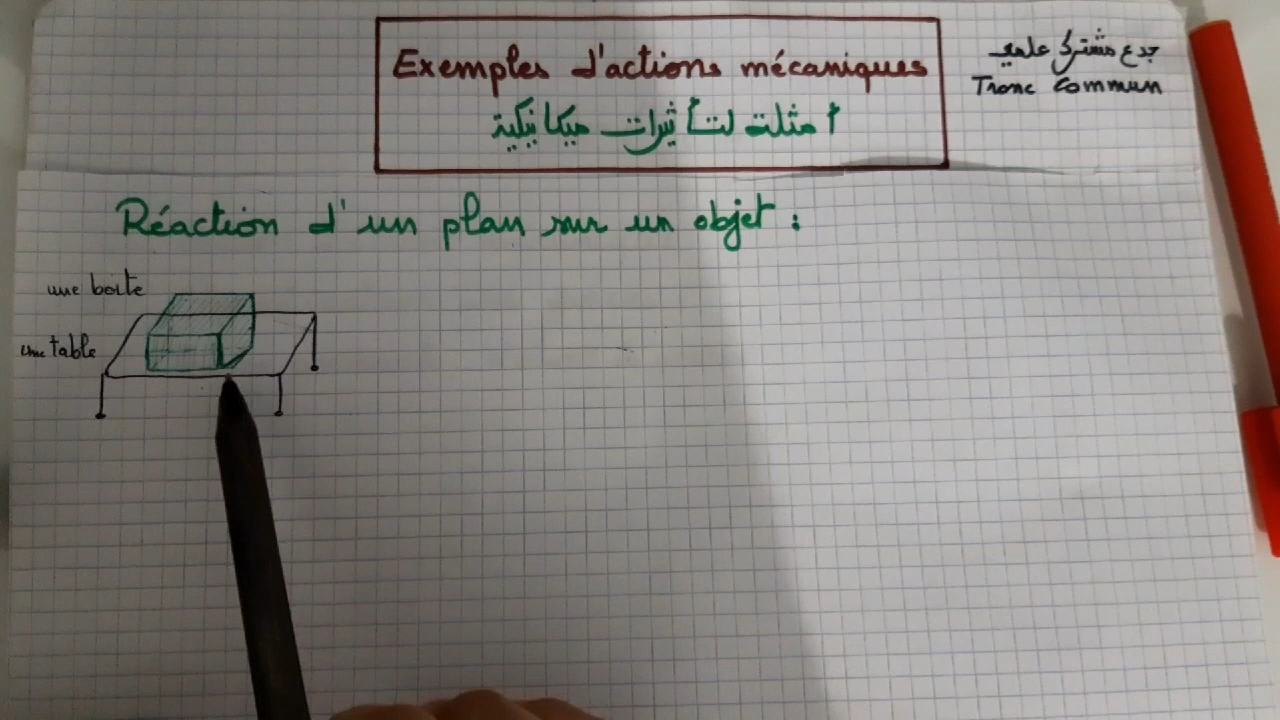 Exemples d'actions mécaniques
أمثلة لتأثيرات ميكانيكية
جدع مشترك علمي
Tronc Commun
Réaction d'un plan sur un objet :
une boite
une table